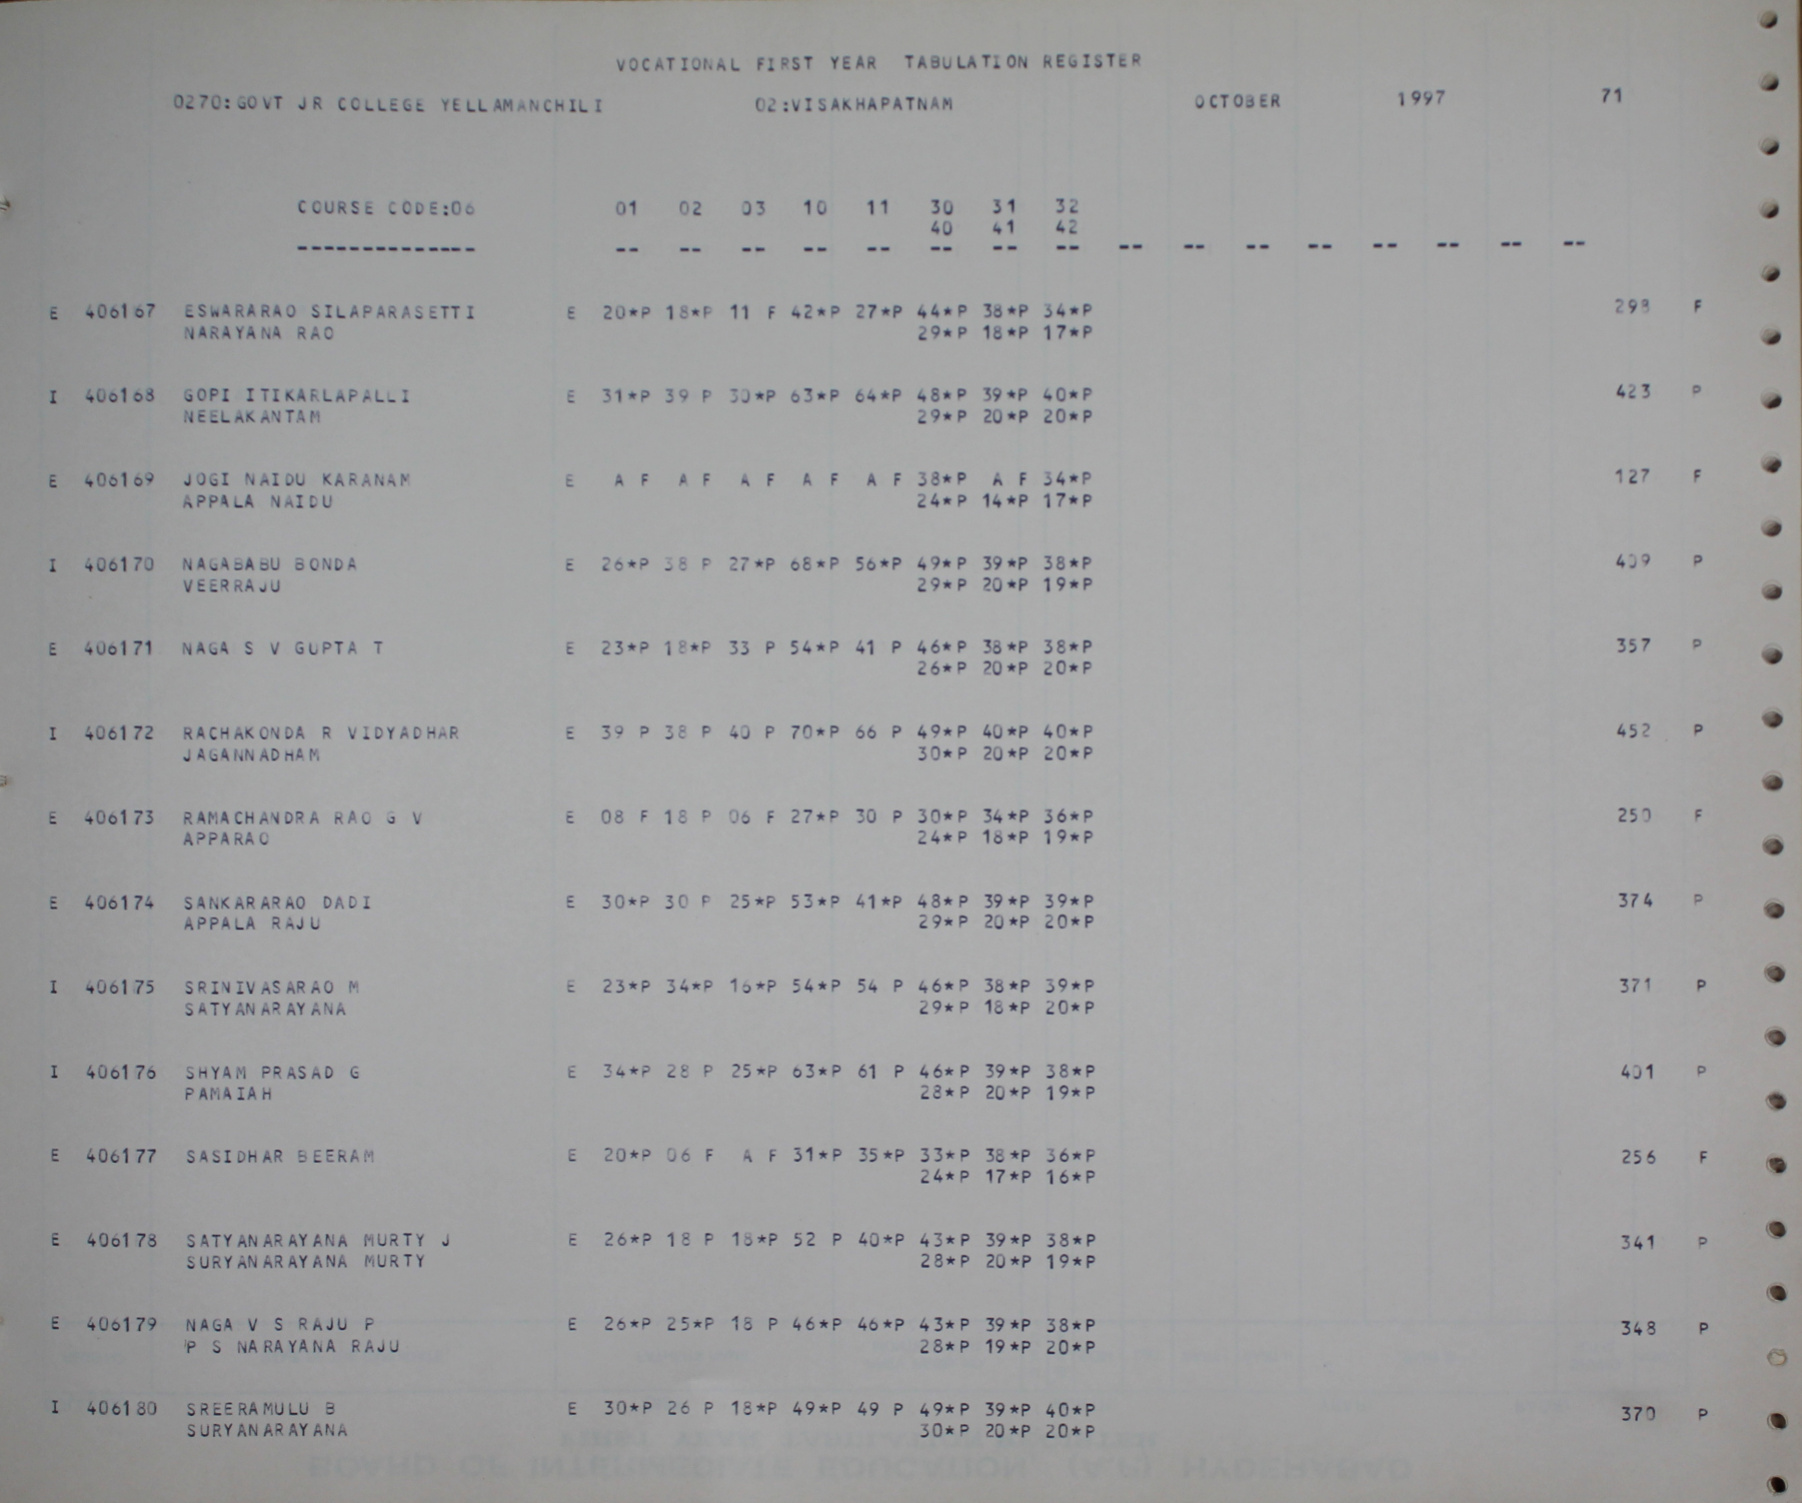 VOCATIONAL FIRST YEAR TABULATION REGISTER
0270:GOVT JR COLLEGE YELLAMANCHILI 02:VISAKHAPATNAM OCTOBER 1997 71
COURSE CODE:06 01 02 03 10 11 30 31 32
40 41 42
-------------- -- -- -- -- -- -- -- -- -- -- -- -- -- -- -- --
E 406167 ESWARARAO SILAPARASETTI E 20*P 18*P 11 F 42*P 27*P 44*P 38*P 34*P 298 F
NARAYANA RAO 29*P 18*P 17*P
I 406168 GOPI ITIKARLAPALLI E 31*P 39 P 30*P 63*P 64*P 48*P 39*P 40*P 423 P
NEELAKANTAM 29*P 20*P 20*P
E 406169 JOGI NAIDU KARANAM E A F A F A F A F A F 38*P A F 34*P 127 F
APPALA NAIDU 24*P 14*P 17*P
I 406170 NAGABABU BONDA E 26*P 38 P 27*P 68*P 56*P 49*P 39*P 38*P 409 P
VEERRAJU 29*P 20*P 19*P
E 406171 NAGA S V GUPTA T E 23*P 18*P 33 P 54*P 41 P 46*P 38*P 38*P 357 P
26*P 20*P 20*P
I 406172 RACHAKONDA R VIDYADHAR E 39 P 38 P 40 P 70*P 66 P 49*P 40*P 40*P 452 P
JAGANNADHAM 30*P 20*P 20*P
E 406173 RAMACHANDRA RAO G V E 08 F 18 P 06 F 27*P 30 P 30*P 34*P 36*P 250 F
APPARAO 24*P 18*P 19*P
E 406174 SANKARARAO DADI E 30*P 30 P 25*P 53*P 41*P 48*P 39*P 39*P 374 P
APPALA RAJU 29*P 20*P 20*P
I 406175 SRINIVASARAO M E 23*P 34*P 16*P 54*P 54 P 46*P 38*P 39*P 371 P
SATYANARAYANA 29*P 18*P 20*P
I 406176 SHYAM PRASAD G E 34*P 28 P 25*P 63*P 61 P 46*P 39*P 38*P 401 P
PAMAIAH 28*P 20*P 19*P
E 406177 SASIDHAR BEERAM E 20*P 06 F A F 31*P 35*P 33*P 38*P 36*P 256 F
24*P 17*P 16*P
E 406178 SATYANARAYANA MURTY J E 26*P 18 P 18*P 52 P 40*P 43*P 39*P 38*P 341 P
SURYANARAYANA MURTY 28*P 20*P 19*P
E 406179 NAGA V S RAJU P E 26*P 25*P 18 P 46*P 46*P 43*P 39*P 38*P 348 P
P S NARAYANA RAJU 28*P 19*P 20*P
I 406180 SREERAMULU B E 30*P 26 P 18*P 49*P 49 P 49*P 39*P 40*P 370 P
SURYANARAYANA 30*P 20*P 20*P